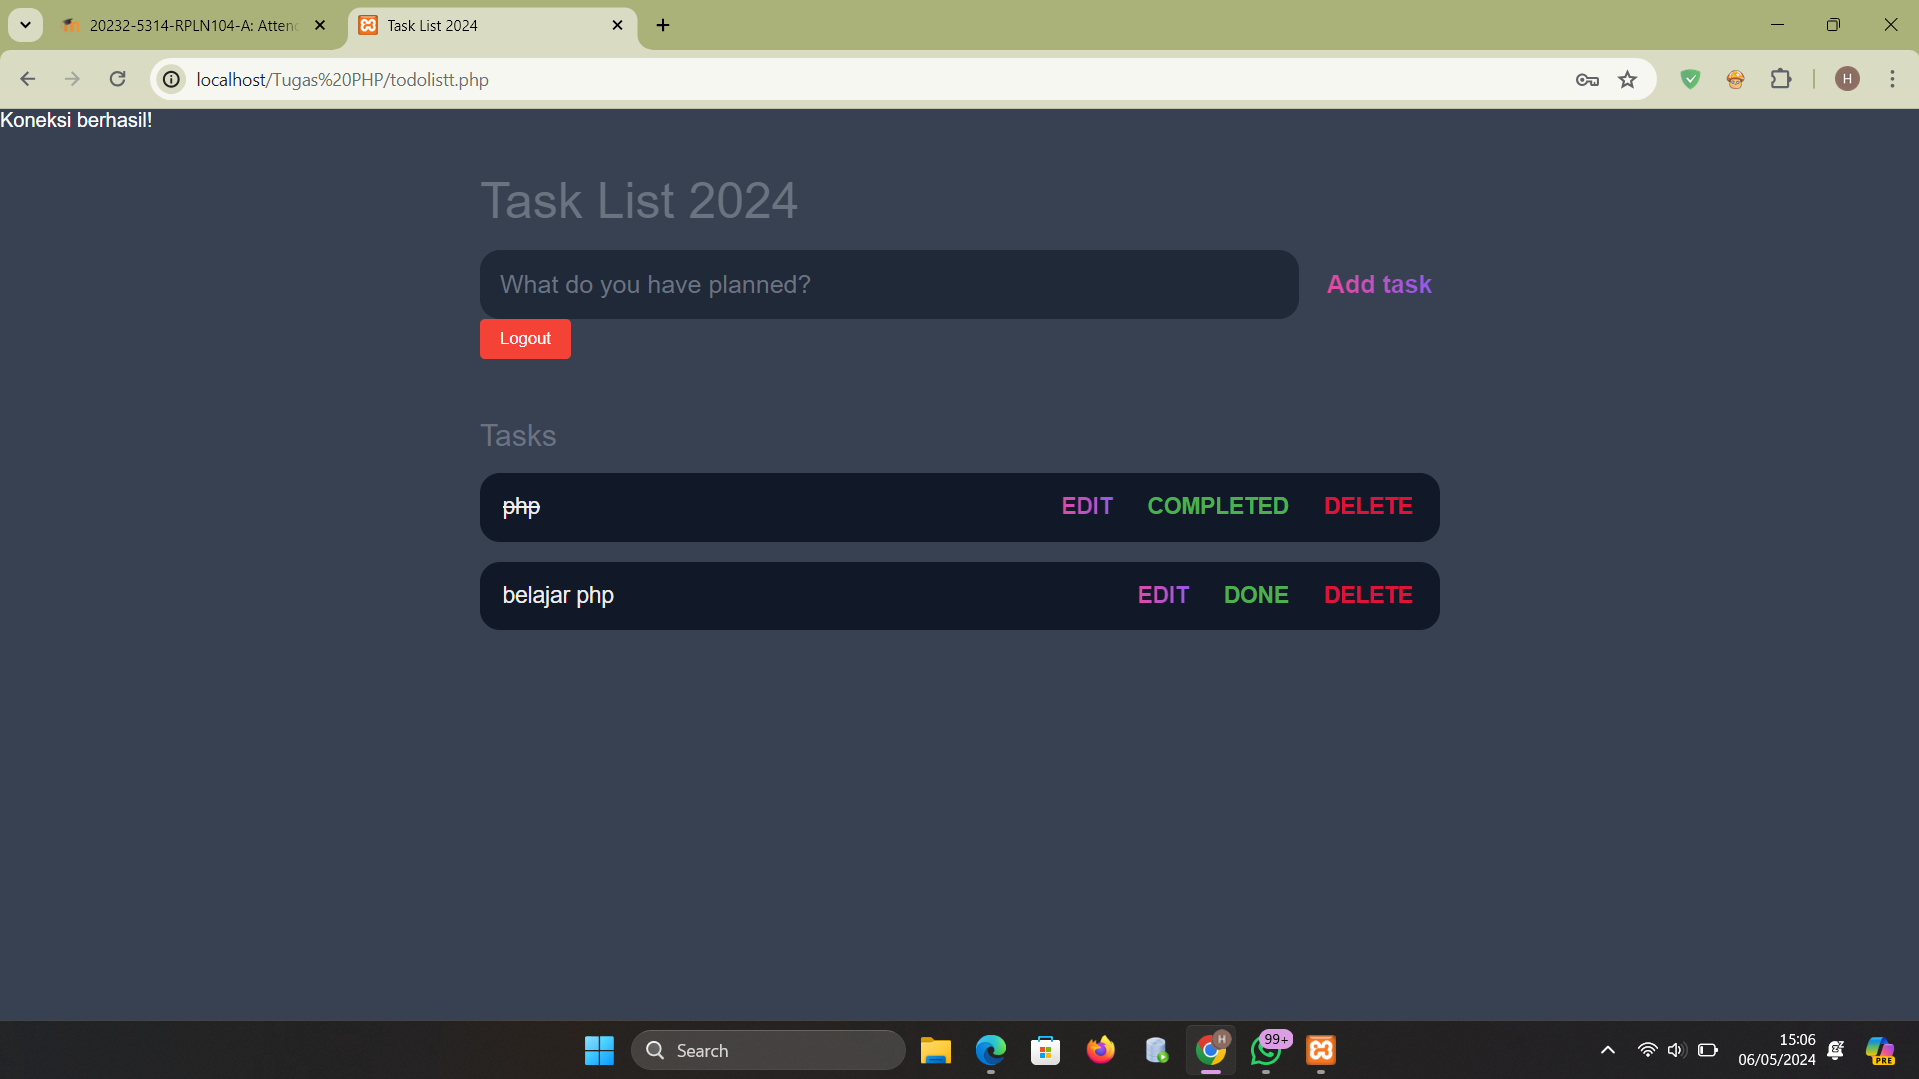 20232-5314-RPLN104-A: Atten
Task List 2024
localhost/Tugas%20PHP/todolistt.php
H
Koneksi berhasil!
Task List 2024
What do you have planned?
Add task
Logout
Tasks
php
EDIT
COMPLETED
DELETE
belajar php
EDIT
DONE
DELETE
Search
H
99+
15:06
06/05/2024
PRE